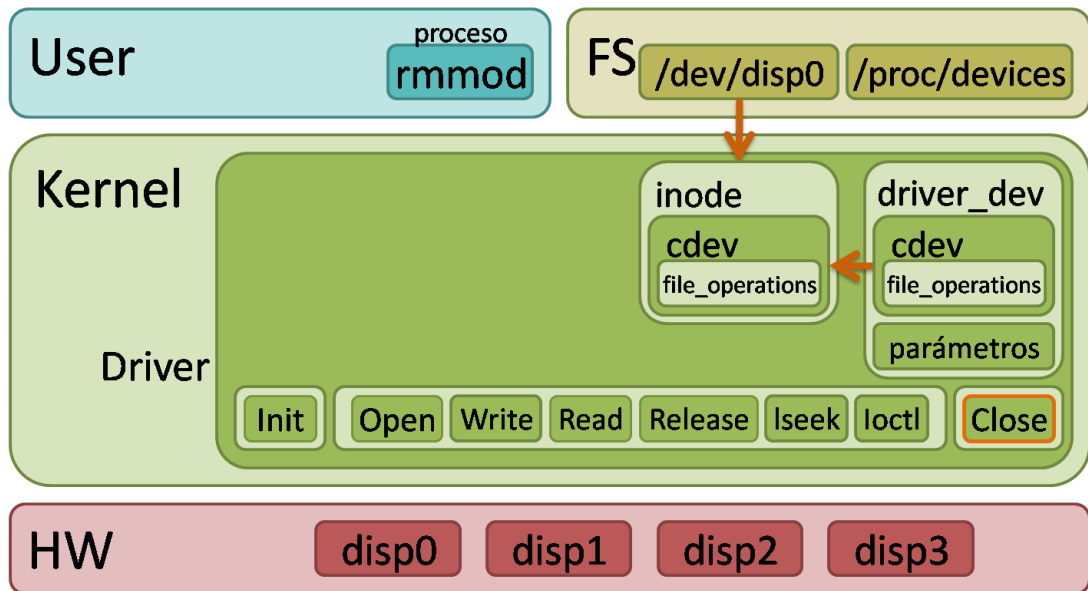 User
proceso
rmmod
FS
/dev/disp0
/proc/devices
Kernel
inode
cdev
file_operations
driver_dev
cdev
file_operations
parámetros
Driver
Init
Open
Write
Read
Release
lseek
Ioctl
Close
HW
disp0
disp1
disp2
disp3